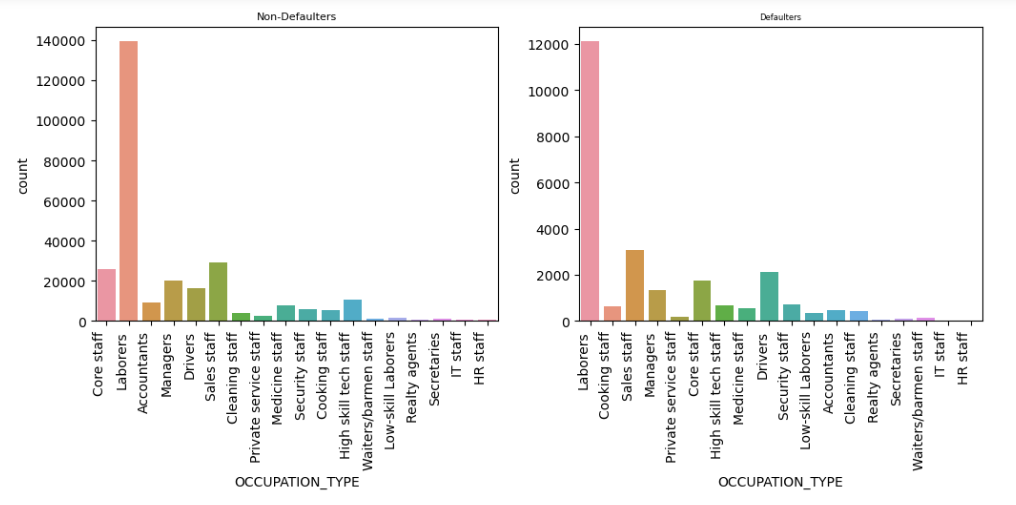 Non-Defaulters
140000
120000
100000
80000
60000
40000
20000
0
count
Core staff
Laborers
Accountants
Managers
Drivers
Sales staff
Cleaning staff
Private service staff
Medicine staff
Security staff
Cooking staff
High skill tech staff
Waiters/barmen staff
Low-skill Laborers
Realty agents
Secretaries
IT staff
HR staff
OCCUPATION_TYPE
Defaulters
12000
10000
8000
6000
4000
2000
0
count
Laborers
Cooking staff
Sales staff
Managers
Private service staff
Core staff
High skill tech staff
Medicine staff
Drivers
Security staff
Low-skill Laborers
Accountants
Cleaning staff
Realty agents
Secretaries
Waiters/barmen staff
IT staff
HR staff
OCCUPATION_TYPE